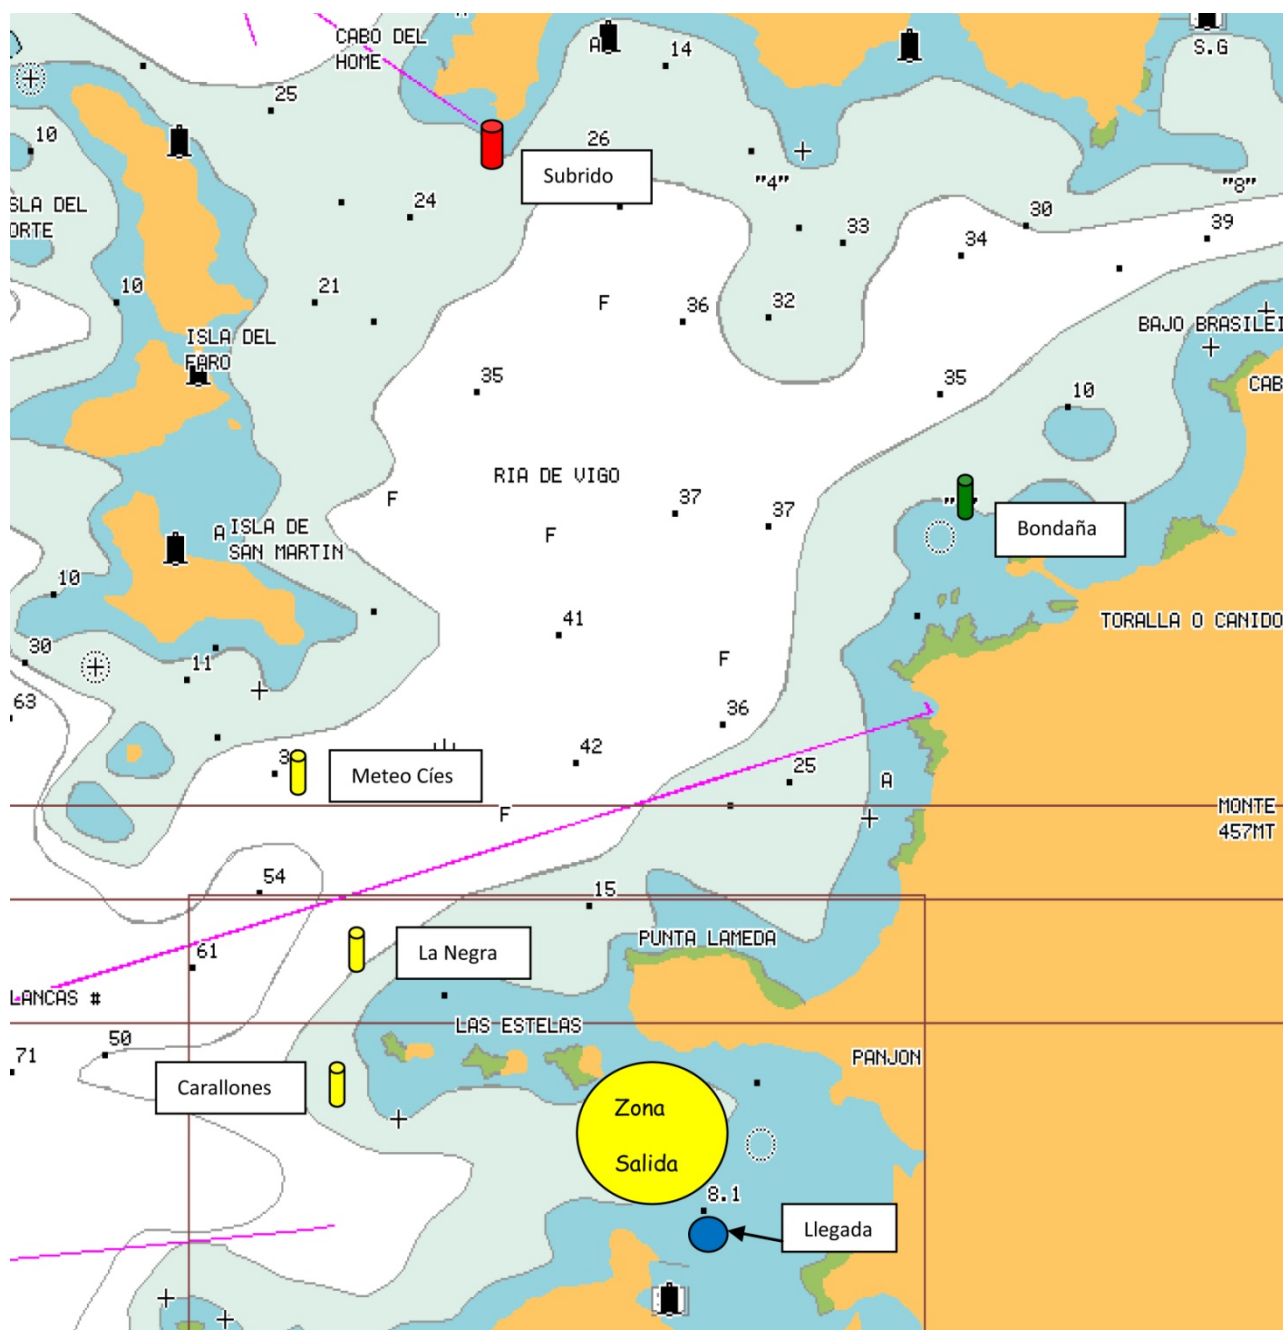 CABO DEL
HOME
A
14
S.G
25
10
26
Subrido
"4"
"8"
SLA DEL
ORTE
24
33
30
34
39
10
21
F
36
32
BAJO BRASILEI
ISLA DEL
FARO
35
35
10
CAB
RIA DE VIGO
F
37
37
Bondaña
A
ISLA DE
SAN MARTIN
F
10
41
TORALLA O CANIDO
30
11
F
63
36
42
3
Meteo Cíes
25
A
F
MONTE
457MT
54
15
PUNTA LAMEDA
La Negra
61
LANCAS #
LAS ESTELAS
71
50
PANJON
Carallones
Zona
Salida
8.1
Llegada